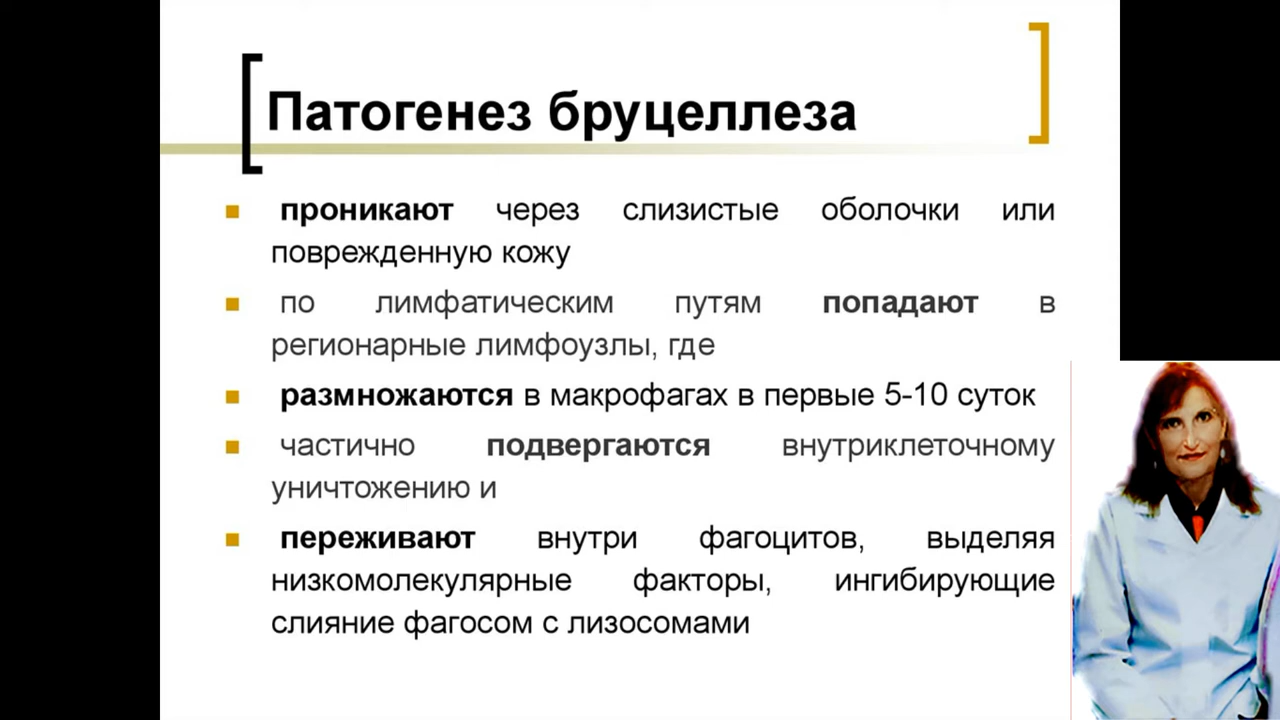 Патогенез бруцеллеза
проникают через слизистые оболочки или
поврежденную кожу
по лимфатическим путям попадают в
регионарные лимфоузлы, где
размножаются в макрофагах в первые 5-10 суток
частично подвергаются внутриклеточному
уничтожению и
переживают внутри фагоцитов, выделяя
низкомолекулярные факторы, ингибирующие
слияние фагосом с лизосомами